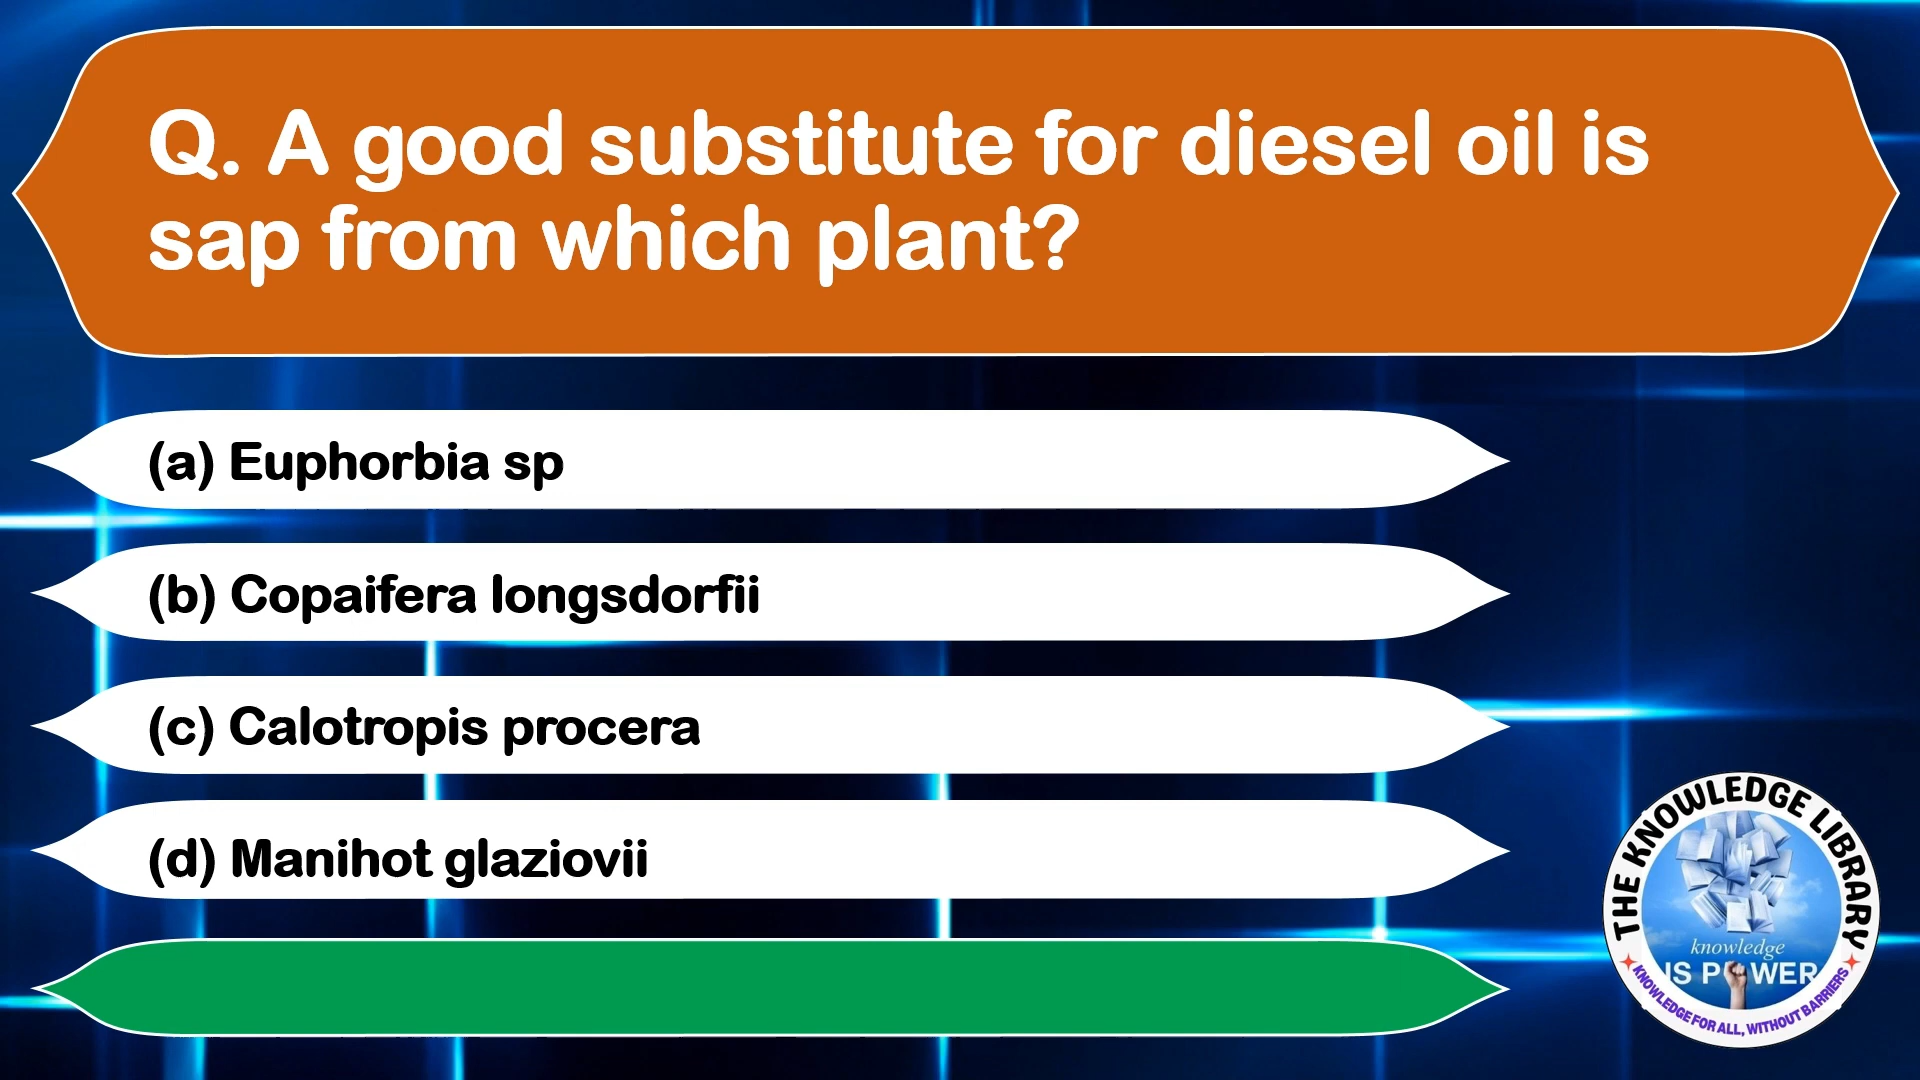 Q. A good substitute for diesel oil is
sap from which plant?
(a) Euphorbia sp
(b) Copaifera longsdorfii
(c) Calotropis procera
(d) Manihot glaziovii
THE KNOWLEDGE LIBRARY
knowledge
IS POWER
KNOWLEDGE FOR ALL, WITHOUT BARRIERS